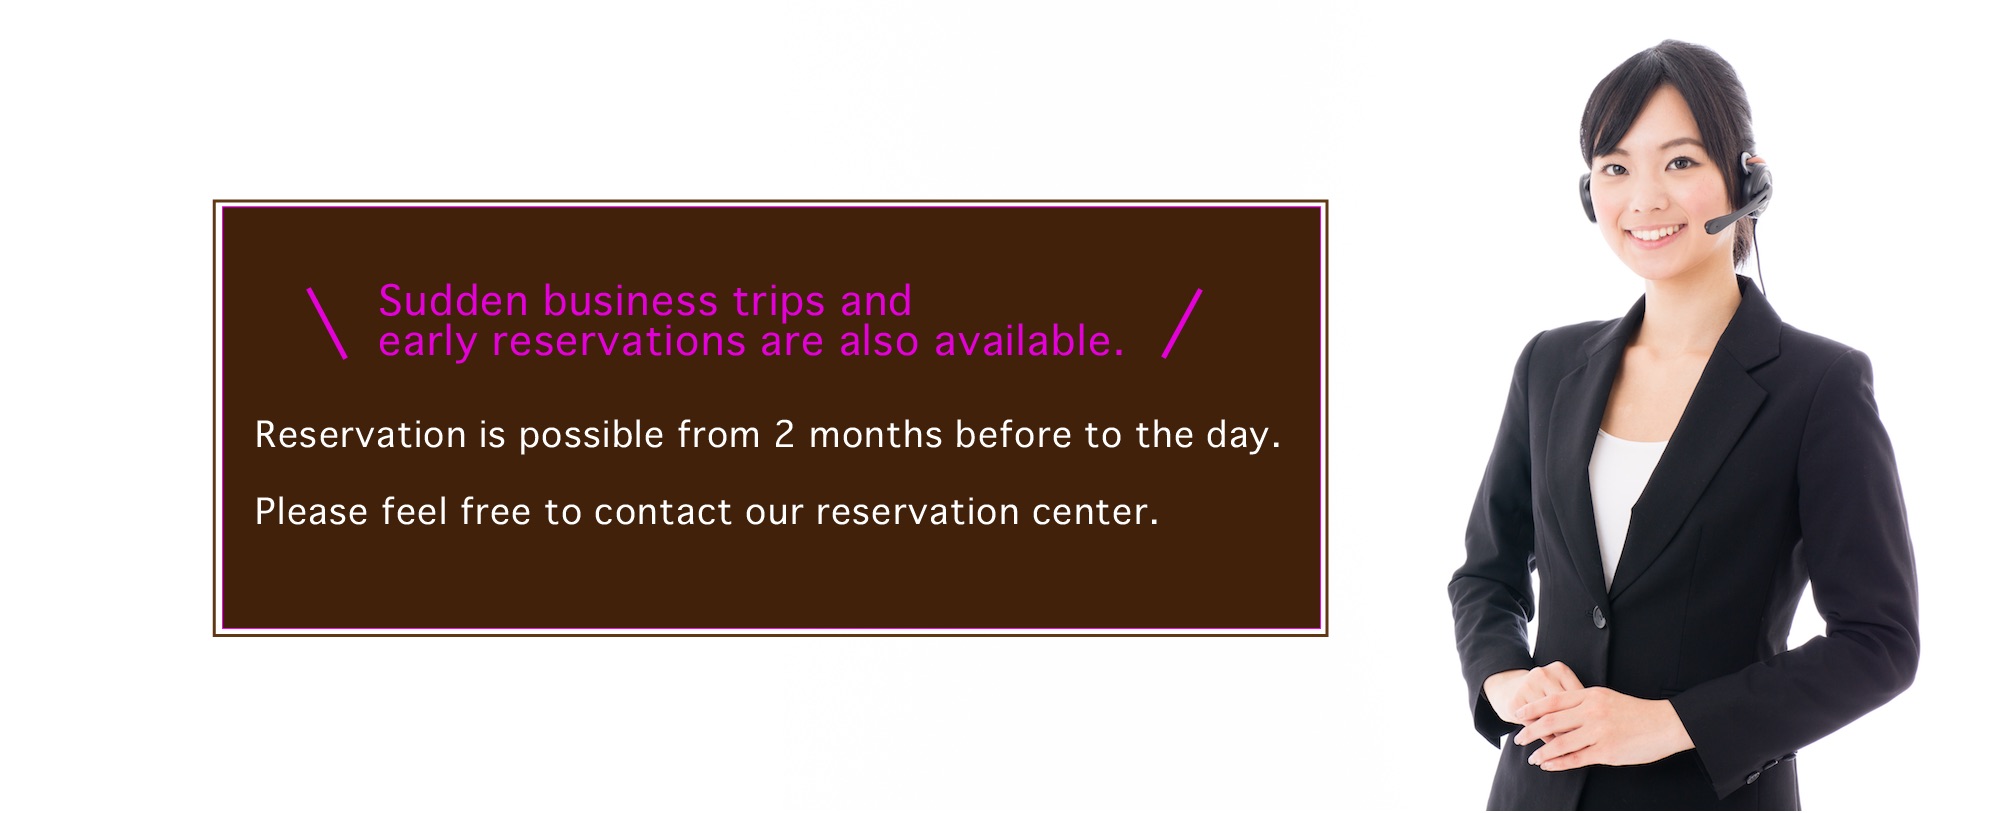 Sudden business trips and
early reservations are also available.
Reservation is possible from 2 months before to the day.
Please feel free to contact our reservation center.